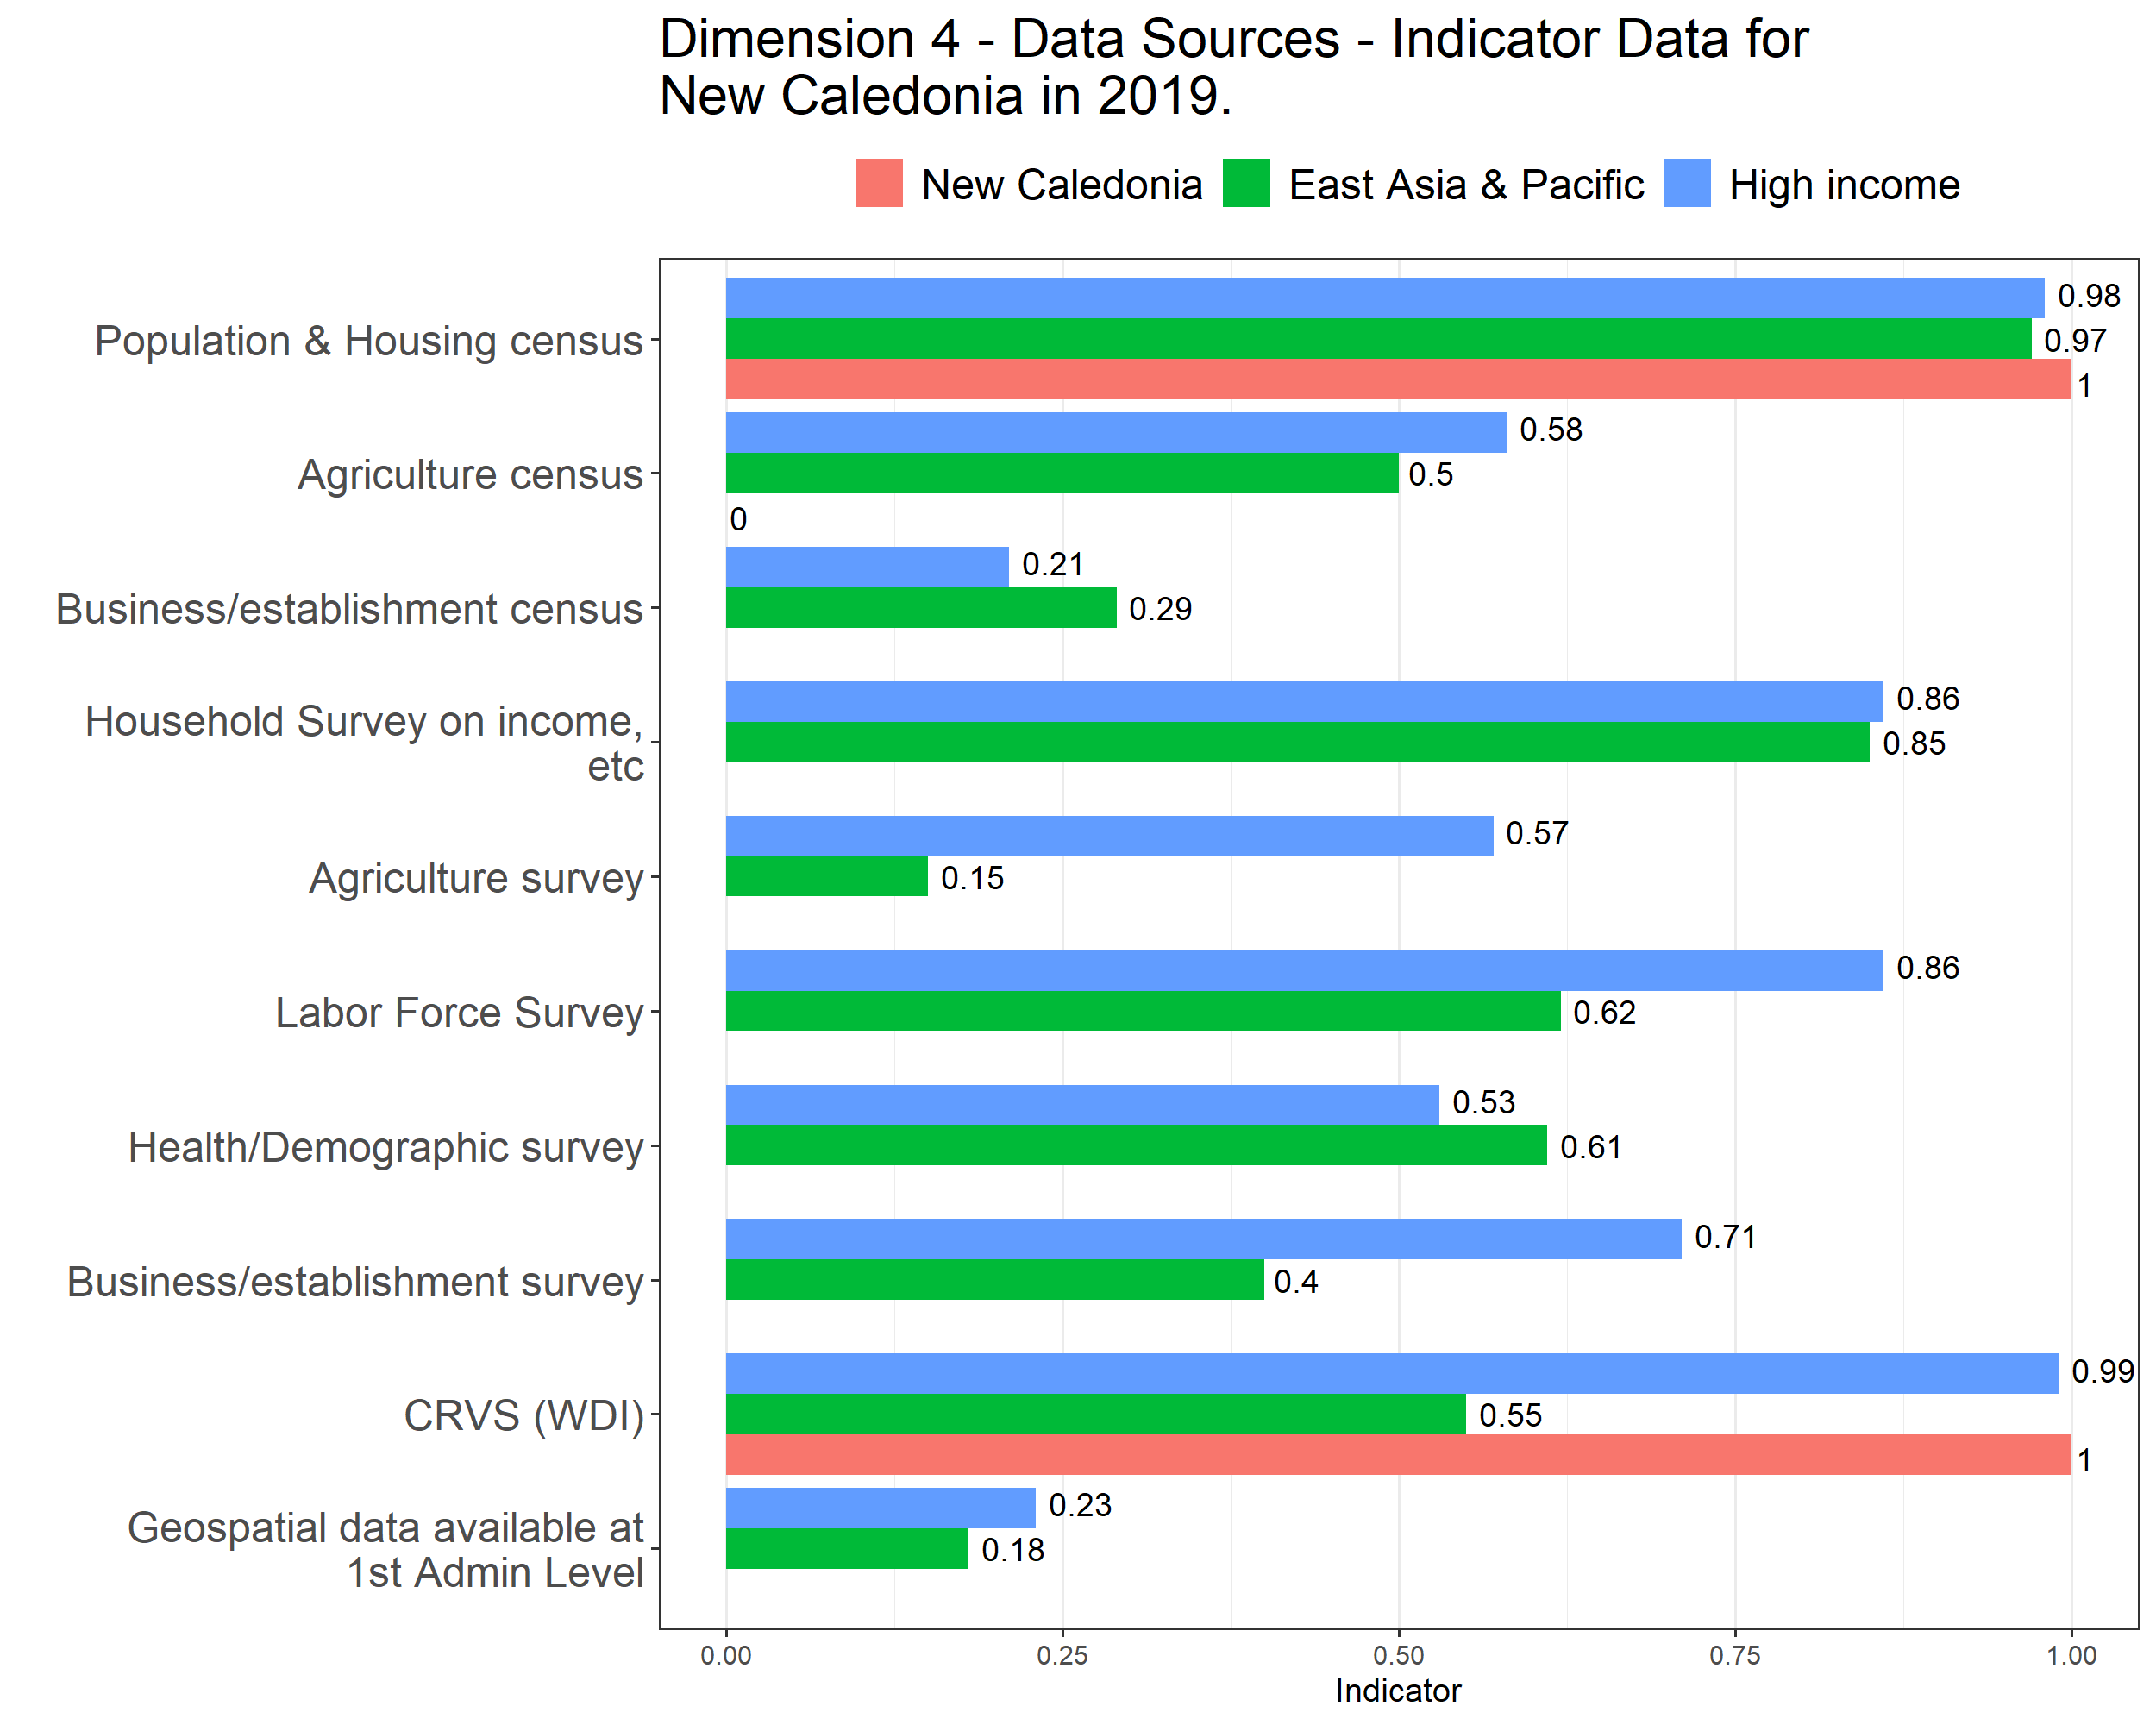 Dimension 4 - Data Sources - Indicator Data for
New Caledonia in 2019.
New Caledonia East Asia & Pacific High income
Population & Housing census
0.98
0.97
1
Agriculture census
0.58
0.5
0
Business/establishment census
0.21
0.29
Household Survey on income,
etc
0.86
0.85
Agriculture survey
0.57
0.15
Labor Force Survey
0.86
0.62
Health/Demographic survey
0.53
0.61
Business/establishment survey
0.71
0.4
CRVS (WDI)
0.99
0.55
1
Geospatial data available at
1st Admin Level
0.23
0.18
0.00 0.25 0.50 0.75 1.00
Indicator